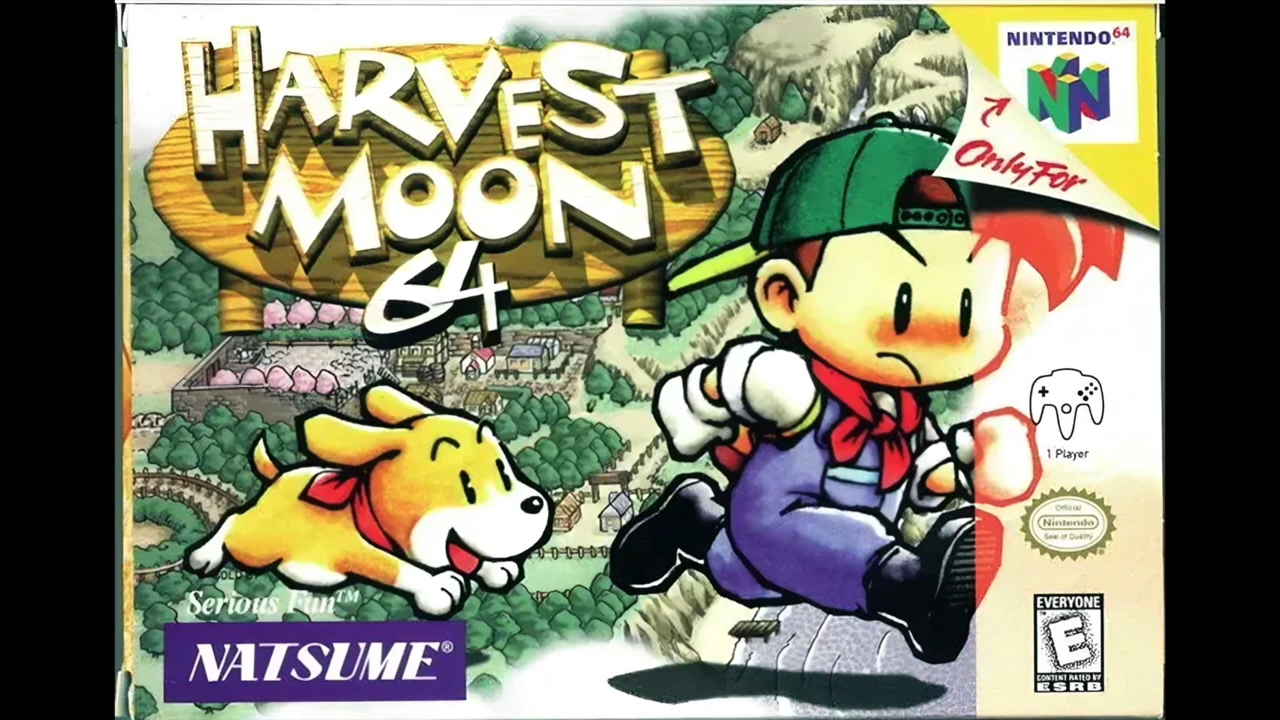 HARVEST
MOON
64
NINTENDO64
Only For
1 Player
Official
Nintendo
Seal of Quality
Serious Fun™
NATSUME®
EVERYONE
E
CONTENT RATED BY
ESRB